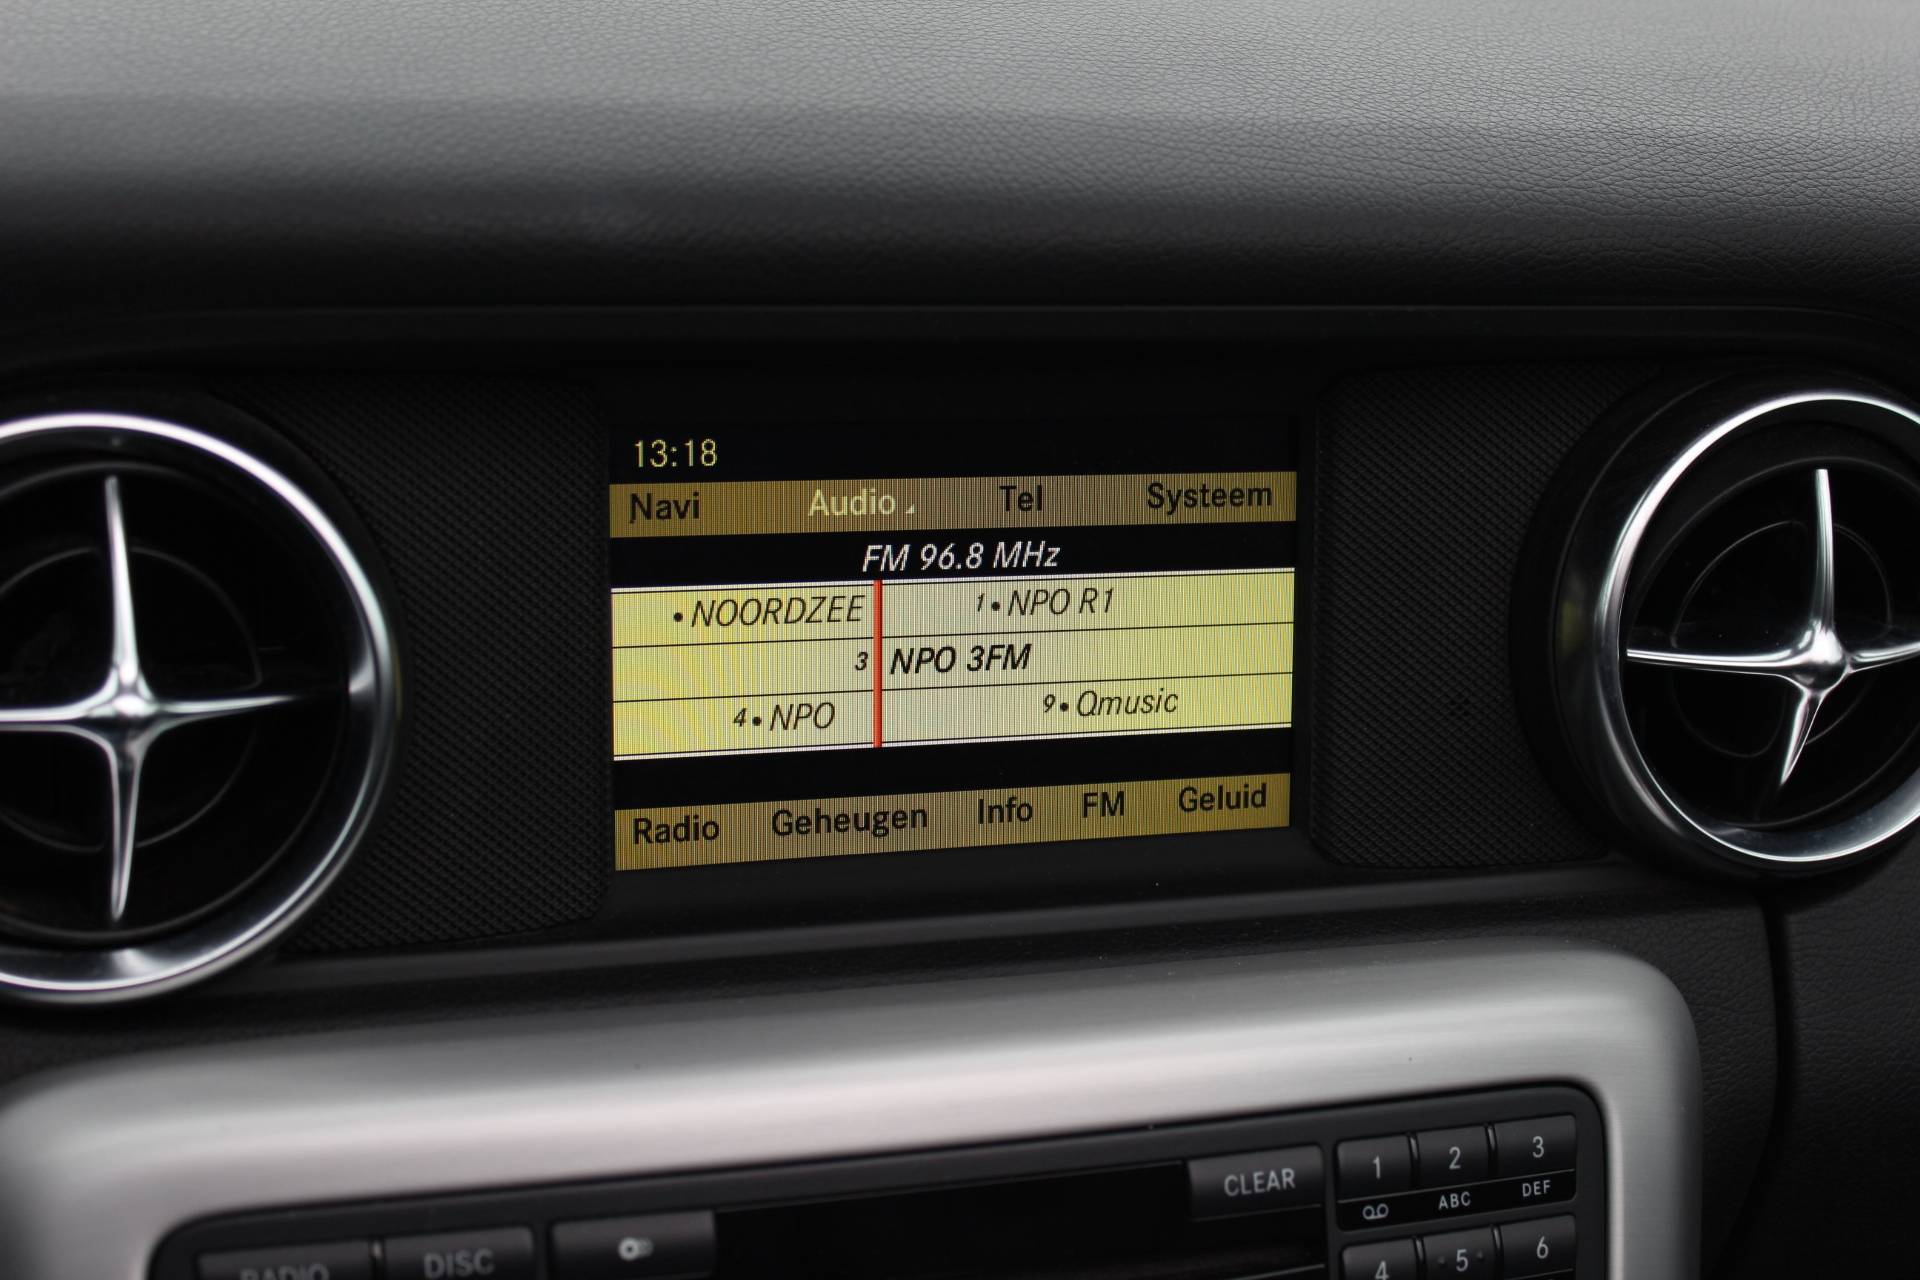 13:18
Navi Audio Tel Systeem
FM 96.8 MHz
•NOORDZEE 1•NPO R1
3 NPO 3FM
4•NPO 9•Qmusic
Radio Geheugen Info FM Geluid
CLEAR 1 2 3
ABC DEF
RADIO DISC 4 5 6